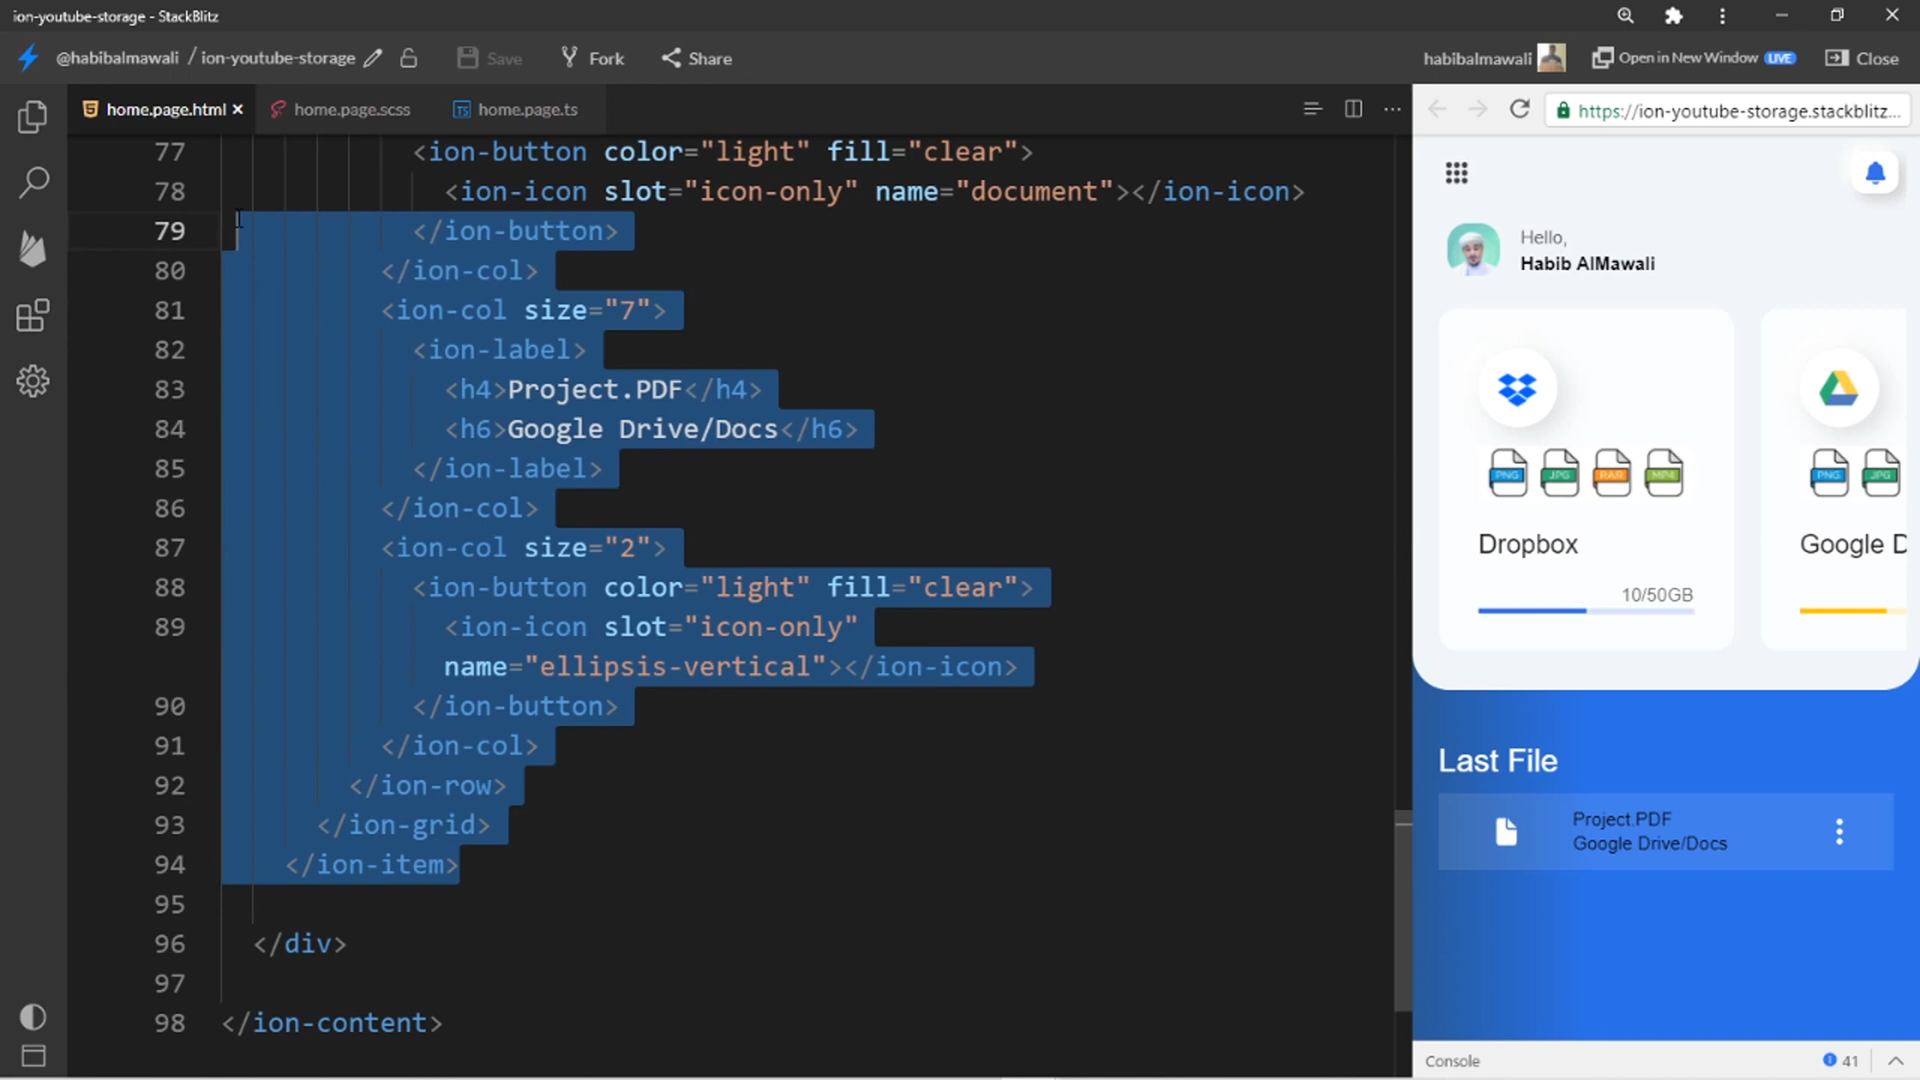 ion-youtube-storage - StackBlitz
@habibalmawali / ion-youtube-storage
Save
Fork
Share
habibalmawali
Open in New Window LIVE
Close
home.page.html
home.page.scss
TS home.page.ts
https://ion-youtube-storage.stackblitz...
77 <ion-button color="light" fill="clear">
78 <ion-icon slot="icon-only" name="document"></ion-icon>
79 </ion-button>
80 </ion-col>
81 <ion-col size="7">
82 <ion-label>
83 <h4>Project.PDF</h4>
84 <h6>Google Drive/Docs</h6>
85 </ion-label>
86 </ion-col>
87 <ion-col size="2">
88 <ion-button color="light" fill="clear">
89 <ion-icon slot="icon-only"
name="ellipsis-vertical"></ion-icon>
90 </ion-button>
91 </ion-col>
92 </ion-row>
93 </ion-grid>
94 </ion-item>
95
96 </div>
97
98 </ion-content>
Hello,
Habib AlMawali
PNG JPG RAR MP4
PNG JPG
Dropbox
Google D
10/50GB
Last File
Project.PDF
Google Drive/Docs
Console
41